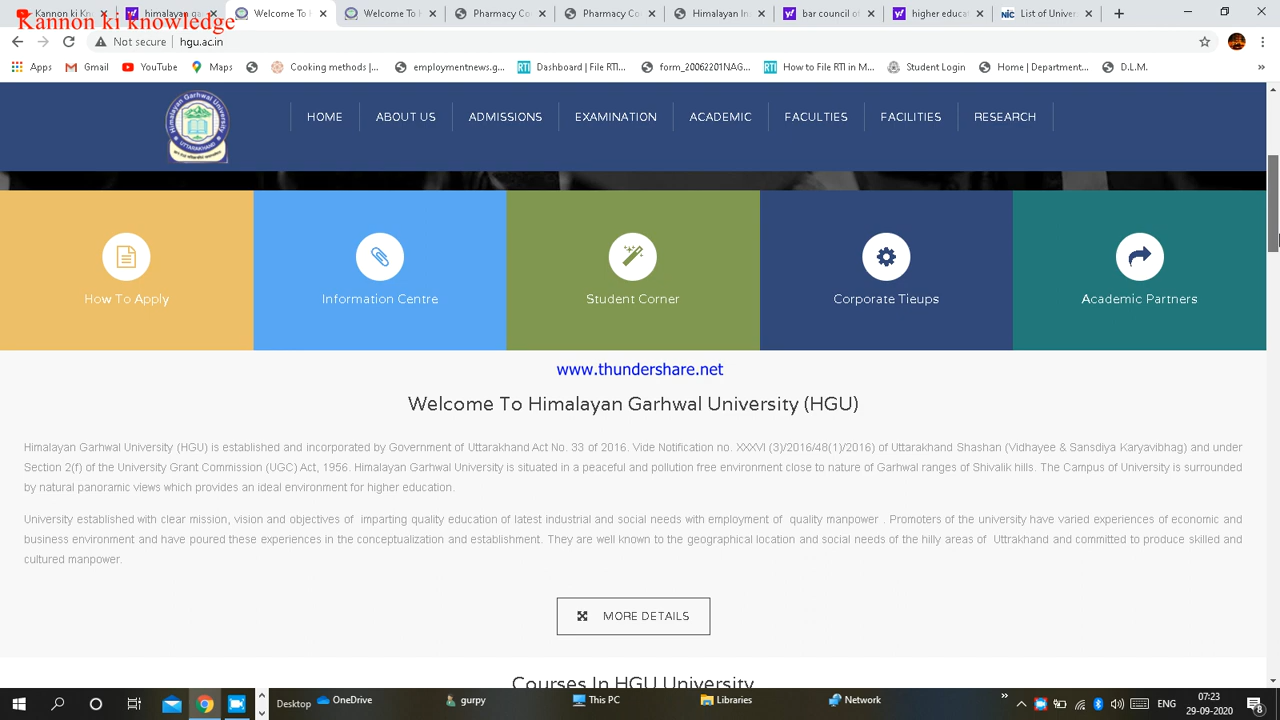 Kannon ki Kn
himalayan ga
Welcome To H
Welcome To H
Pharmacy Co
Pharmacy Co
Himalayan In
bar council of
higher educa
NIC List of Univer
Kannon ki knowledge
Not secure hgu.ac.in
Apps Gmail YouTube Maps Cooking methods |... employmentnews.g... RTI Dashboard | File RTI... form_20062201NAG... RTI How to File RTI in M... Student Login Home | Department... D.L.M. »
Himalayan Garhwal University
UTTARAKHAND
HOME ABOUT US ADMISSIONS EXAMINATION ACADEMIC FACULTIES FACILITIES RESEARCH
How To Apply Information Centre Student Corner Corporate Tieups Academic Partners
www.thundershare.net
Welcome To Himalayan Garhwal University (HGU)
Himalayan Garhwal University (HGU) is established and incorporated by Government of Uttarakhand Act No. 33 of 2016. Vide Notification no. XXXVI (3)/2016/48(1)/2016) of Uttarakhand Shashan (Vidhayee & Sansdiya Karyavibhag) and under
Section 2(f) of the University Grant Commission (UGC) Act, 1956. Himalayan Garhwal University is situated in a peaceful and pollution free environment close to nature of Garhwal ranges of Shivalik hills. The Campus of University is surrounded
by natural panoramic views which provides an ideal environment for higher education.
University established with clear mission, vision and objectives of imparting quality education of latest industrial and social needs with employment of quality manpower . Promoters of the university have varied experiences of economic and
business environment and have poured these experiences in the conceptualization and establishment. They are well known to the geographical location and social needs of the hilly areas of Uttrakhand and committed to produce skilled and
cultured manpower.
MORE DETAILS
Courses In HGU University
Desktop OneDrive gurpy This PC Libraries Network » ENG 07:23
29-09-2020 8